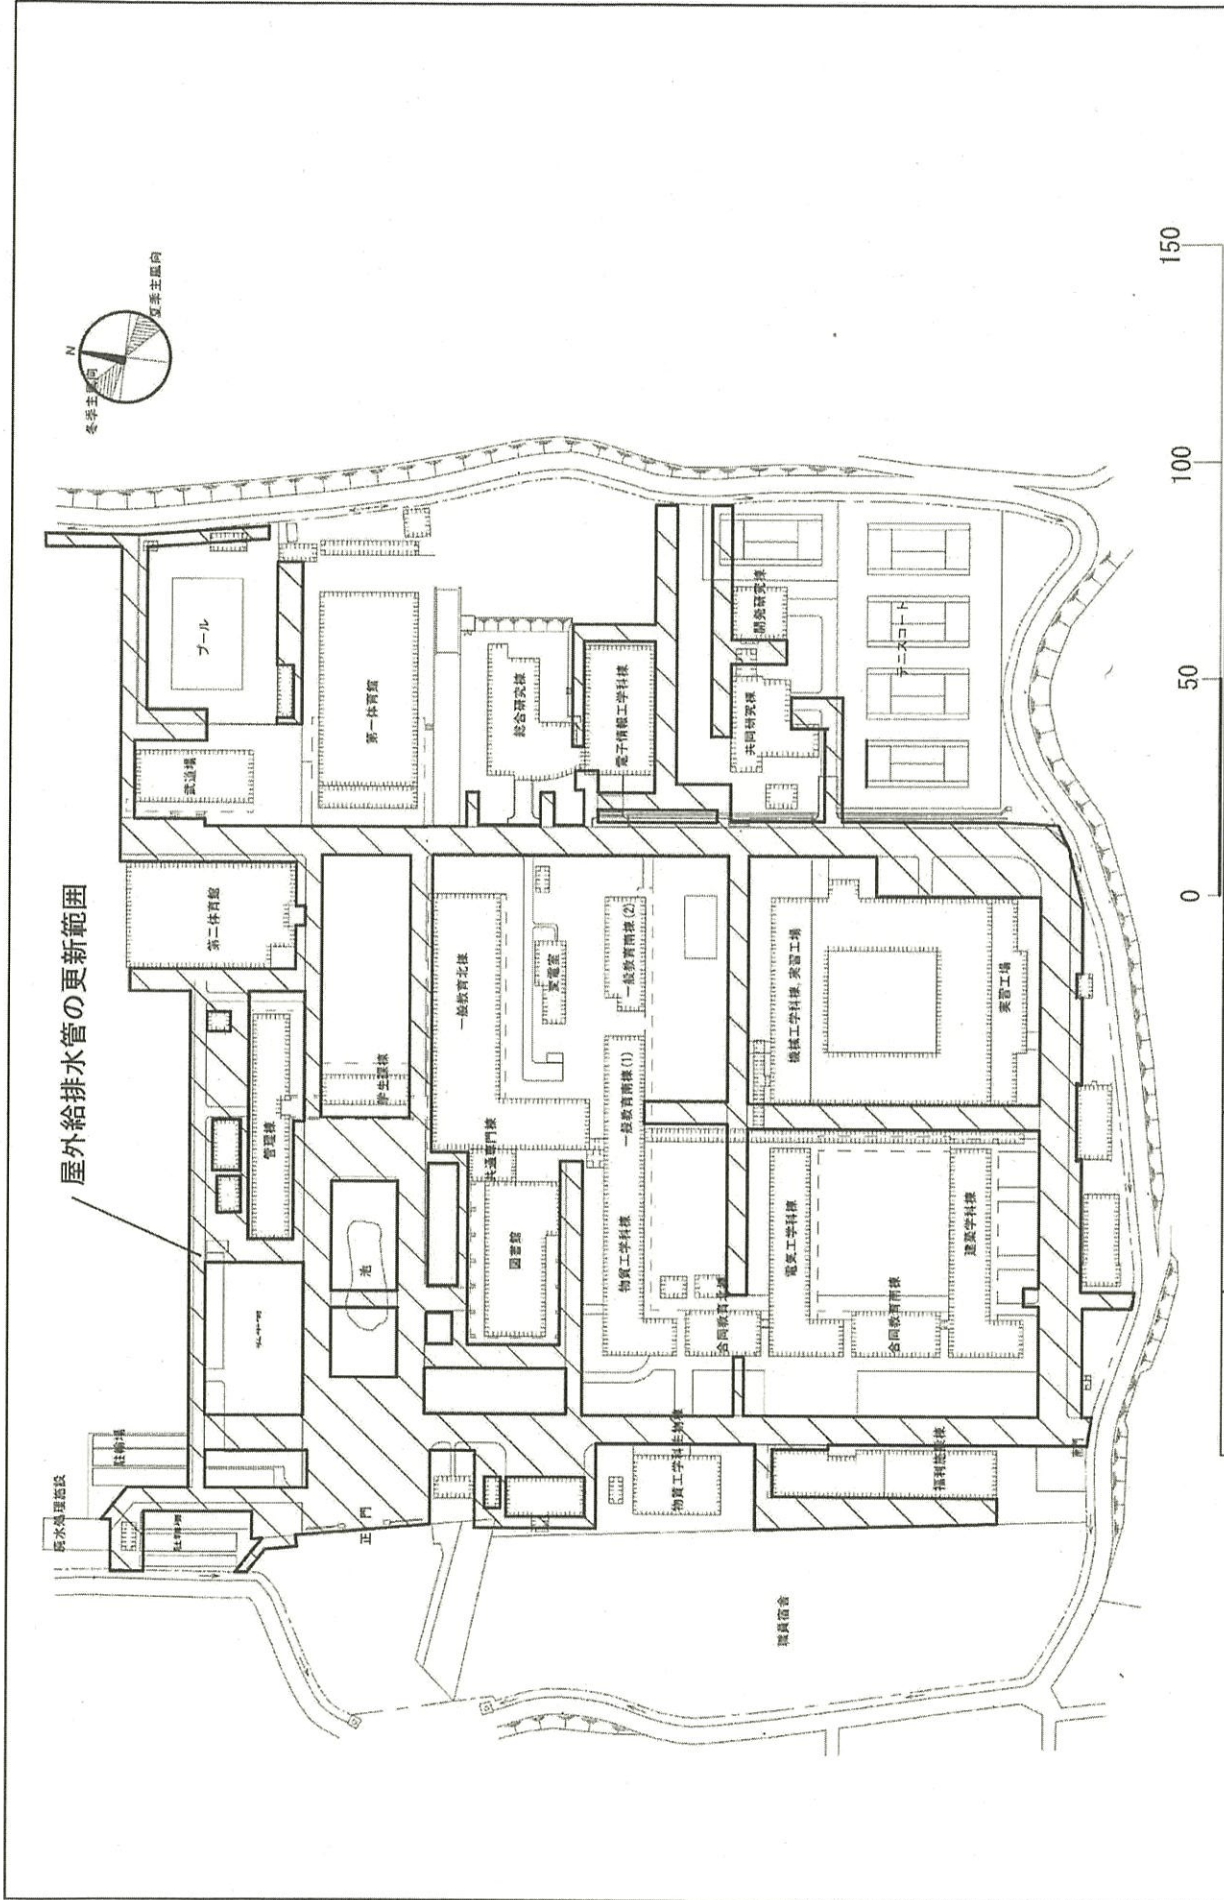 屋外給排水管の更新範囲
N
冬季主風向
夏季主風向
廃水処理施設
駐輪場
駐輪場
正門
管理棟
第二体育館
武道場
プール
第一体育館
学生課棟
池
図書館
共通専門棟
一般教育北棟
変電室
総合研究棟
電子情報工学科棟
一般教育南棟(1)
一般教育南棟(2)
物質工学科棟
合同教育北棟
物質工学科生物棟
共同研究棟
開発研究棟
機械工学科棟、実習工場
実習工場
電気工学科棟
合同教育南棟
建築学科棟
福利施設棟
南門
テニスコート
職員宿舎
0
50
100
150